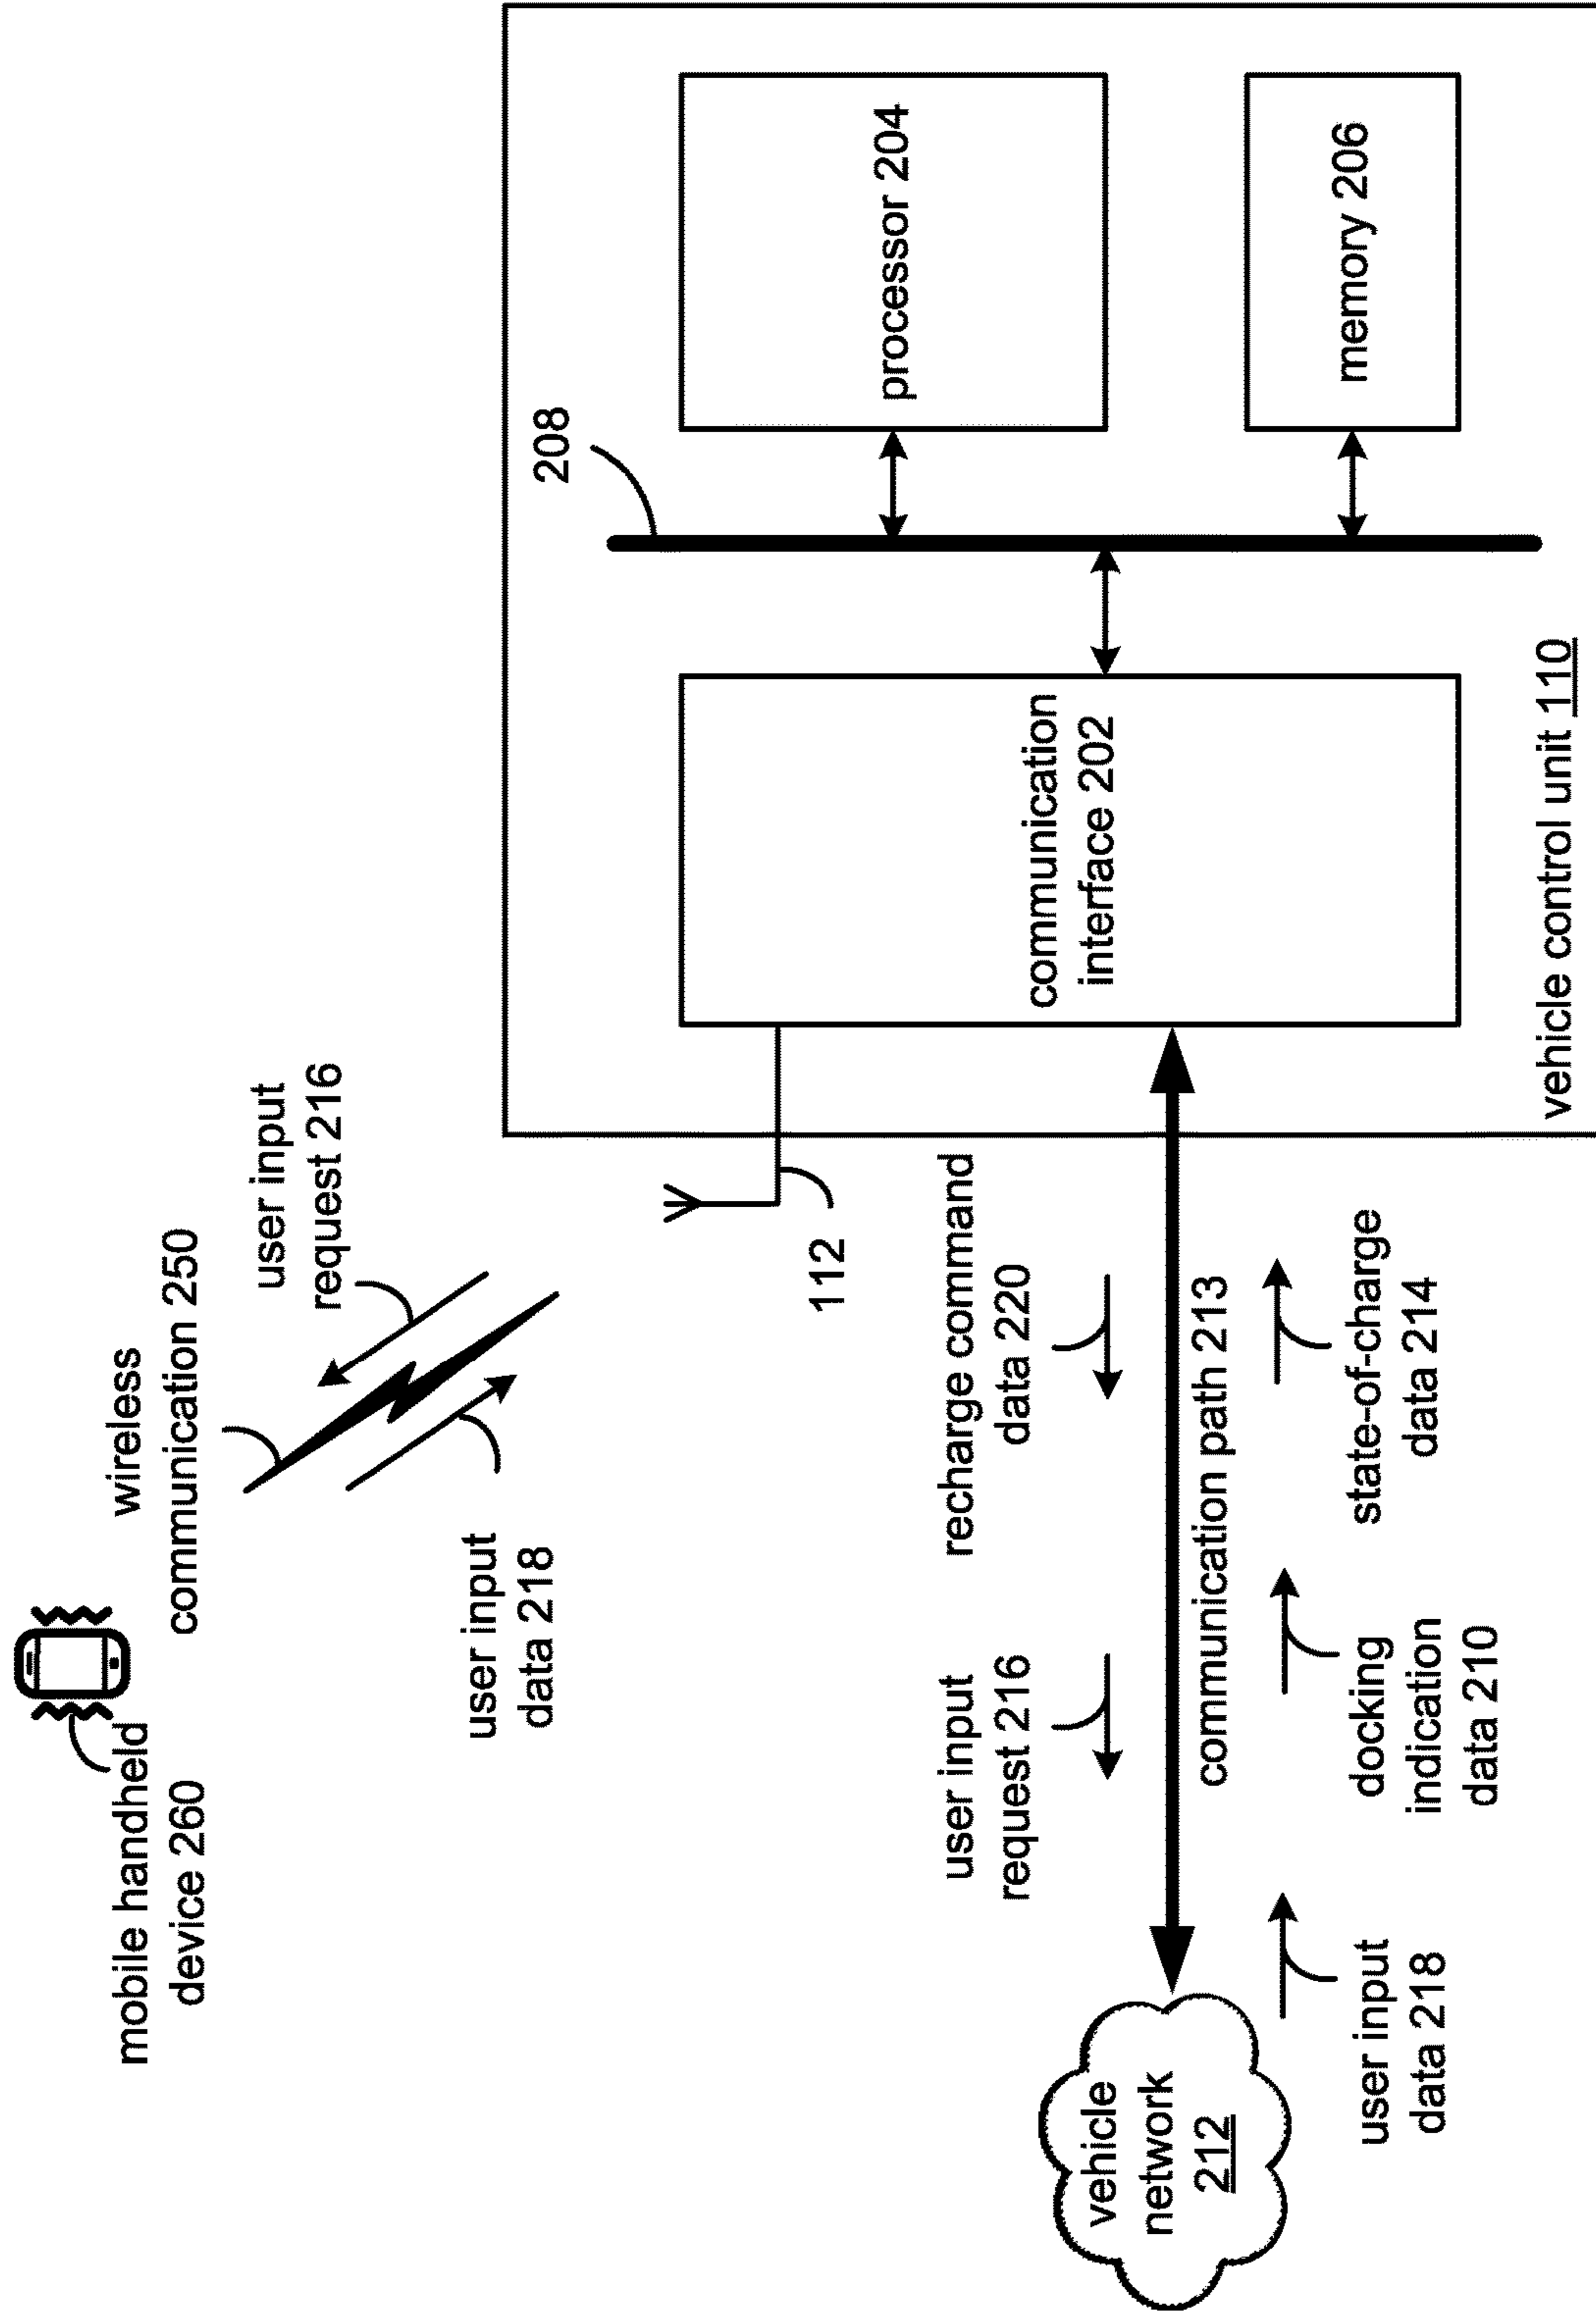 mobile handheld
device 260
wireless
communication 250
user input
request 216
user input
data 218
112
208
processor 204
memory 206
communication
interface 202
vehicle control unit 110
user input
request 216
recharge command
data 220
communication path 213
vehicle
network
212
user input
data 218
docking
indication
data 210
state-of-charge
data 214